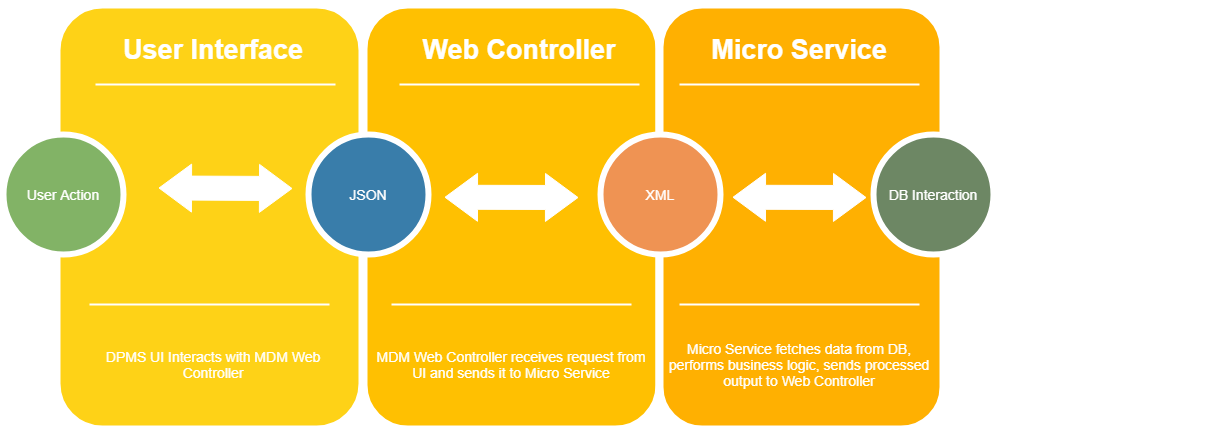 User Interface
Web Controller
Micro Service
User Action
JSON
XML
DB Interaction
DPMS UI Interacts with MDM Web
Controller
MDM Web Controller receives request from
UI and sends it to Micro Service
Micro Service fetches data from DB,
performs business logic, sends processed
output to Web Controller